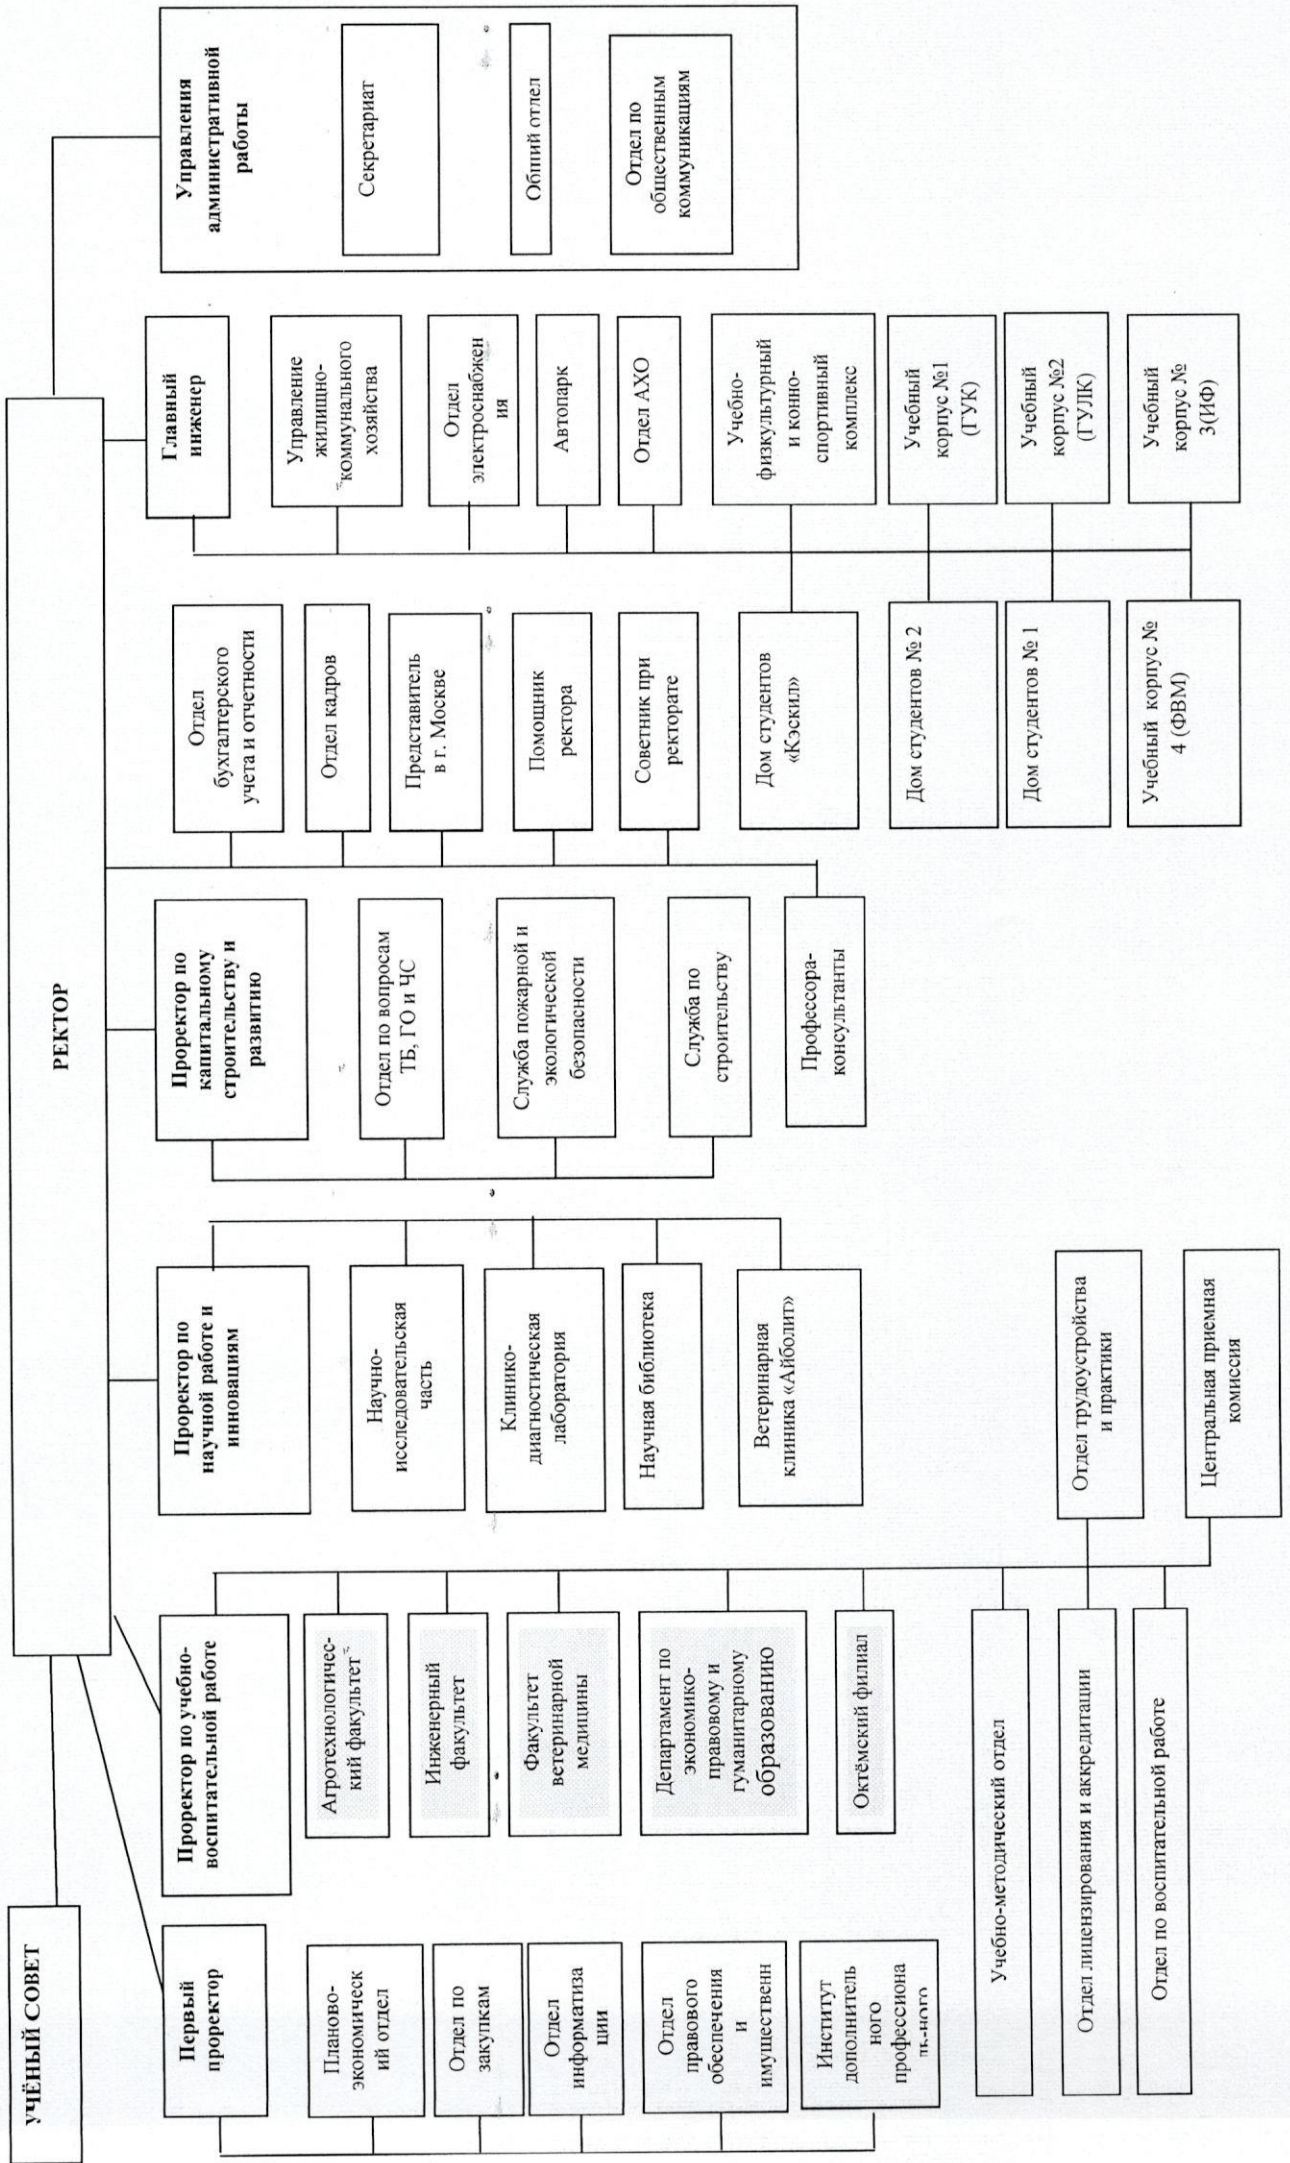 УЧЁНЫЙ СОВЕТ
РЕКТОР
Первый
проректор
Планово-
экономическ
ий отдел
Отдел по
закупкам
Отдел
информатиза
ции
Отдел
правового
обеспечения
и
имущественн
Институт
дополнитель
ного
профессиона
льного
Проректор по учебно-
воспитательной работе
Агротехнологичес-
кий факультет
Инженерный
факультет
Факультет
ветеринарной
медицины
Департамент по
экономико-
правовому и
гуманитарному
образованию
Октёмский филиал
Учебно-методический отдел
Отдел лицензирования и аккредитации
Отдел по воспитательной работе
Отдел трудоустройства
и практики
Центральная приемная
комиссия
Проректор по
научной работе и
инновациям
Научно-
исследовательская
часть
Клинико-
диагностическая
лаборатория
Научная библиотека
Ветеринарная
клиника «Айболит»
Проректор по
капитальному
строительству и
развитию
Отдел по вопросам
ТБ, ГО и ЧС
Служба пожарной и
экологической
безопасности
Служба по
строительству
Профессора-
консультанты
Отдел
бухгалтерского
учета и отчетности
Отдел кадров
Представитель
в г. Москве
Помощник
ректора
Советник при
ректорате
Дом студентов
«Кэскил»
Дом студентов № 2
Дом студентов № 1
Учебный корпус №
4 (ФВМ)
Главный
инженер
Управление
жилищно-
коммунального
хозяйства
Отдел
электроснабжен
ия
Автопарк
Отдел АХО
Учебно-
физкультурный
и конно-
спортивный
комплекс
Учебный
корпус №1
(ГУК)
Учебный
корпус №2
(ГУЛК)
Учебный
корпус №
3(ИФ)
Управления
административной
работы
Секретариат
Общий отдел
Отдел по
общественным
коммуникациям